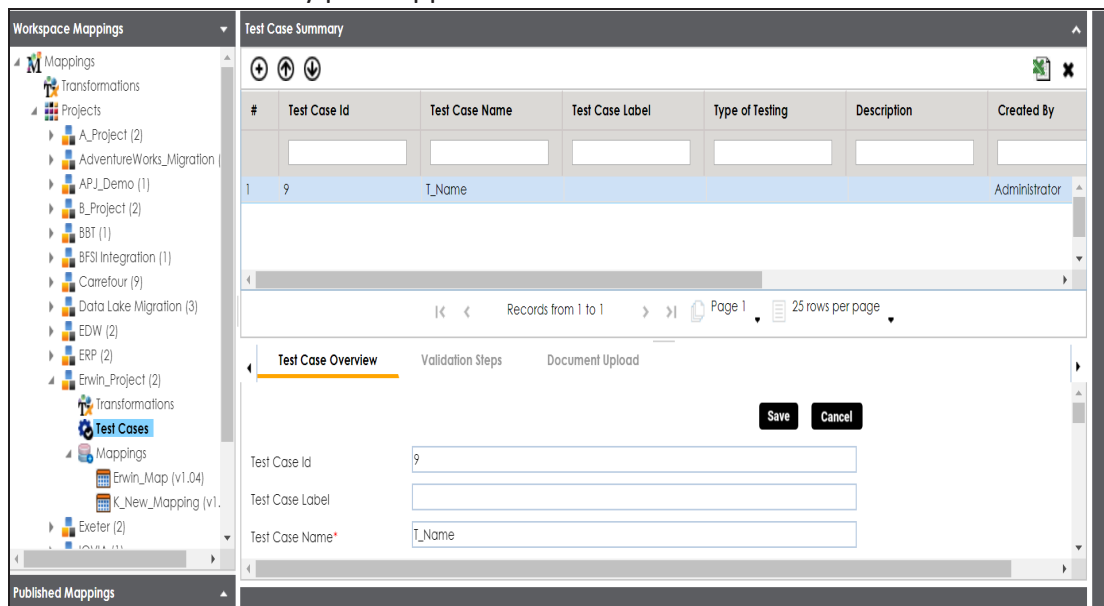 Workspace Mappings
Mappings
Transformations
Projects
A_Project (2)
AdventureWorks_Migration (
APJ_Demo (1)
B_Project (2)
BBT (1)
BFSI Integration (1)
Carrefour (9)
Data Lake Migration (3)
EDW (2)
ERP (2)
Erwin_Project (2)
Transformations
Test Cases
Mappings
Erwin_Map (v1.04)
K_New_Mapping (v1.
Exeter (2)
Published Mappings
Test Case Summary
# Test Case Id Test Case Name Test Case Label Type of Testing Description Created By
1 9 T_Name Administrator
Records from 1 to 1 Page 1 25 rows per page
Test Case Overview Validation Steps Document Upload
Save Cancel
Test Case Id 9
Test Case Label
Test Case Name* T_Name